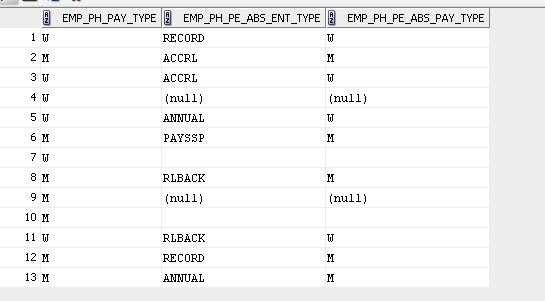 EMP_PH_PAY_TYPE EMP_PH_PE_ABS_ENT_TYPE EMP_PH_PE_ABS_PAY_TYPE
1 W RECORD W
2 M ACCRL M
3 W ACCRL W
4 W (null) (null)
5 W ANNUAL W
6 M PAYSSP M
7 W
8 M RLBACK M
9 M (null) (null)
10 M
11 W RLBACK W
12 M RECORD M
13 M ANNUAL M